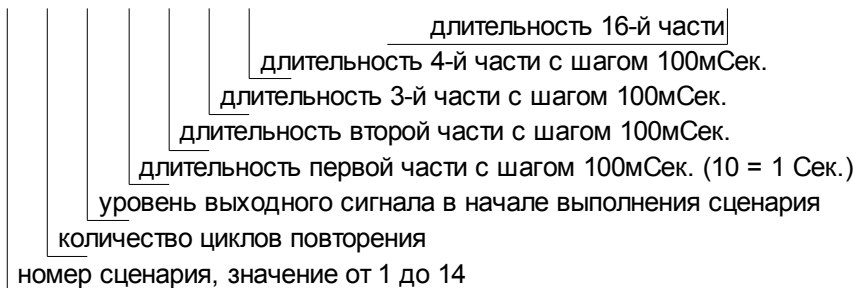 длительность 16-й части
длительность 4-й части с шагом 100мСек.
длительность 3-й части с шагом 100мСек.
длительность второй части с шагом 100мСек.
длительность первой части с шагом 100мСек. (10 = 1 Сек.)
уровень выходного сигнала в начале выполнения сценария
количество циклов повторения
номер сценария, значение от 1 до 14